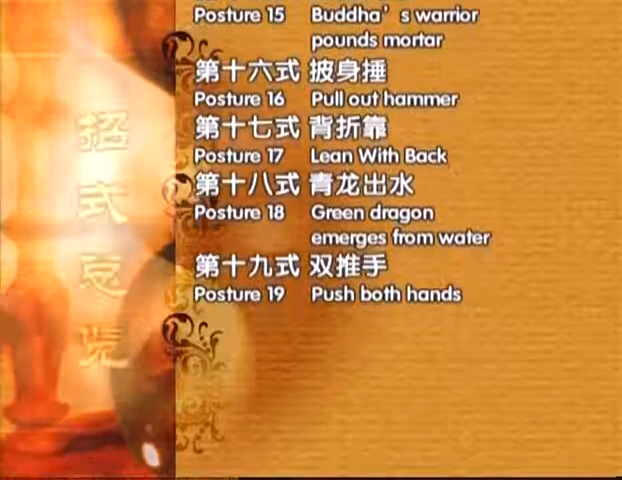 Posture 15 Buddha's warrior
pounds mortar
第十六式 披身捶
Posture 16 Pull out hammer
第十七式 背折靠
Posture 17 Lean With Back
第十八式 青龙出水
Posture 18 Green dragon
emerges from water
第十九式 双推手
Posture 19 Push both hands
招
式
总
览